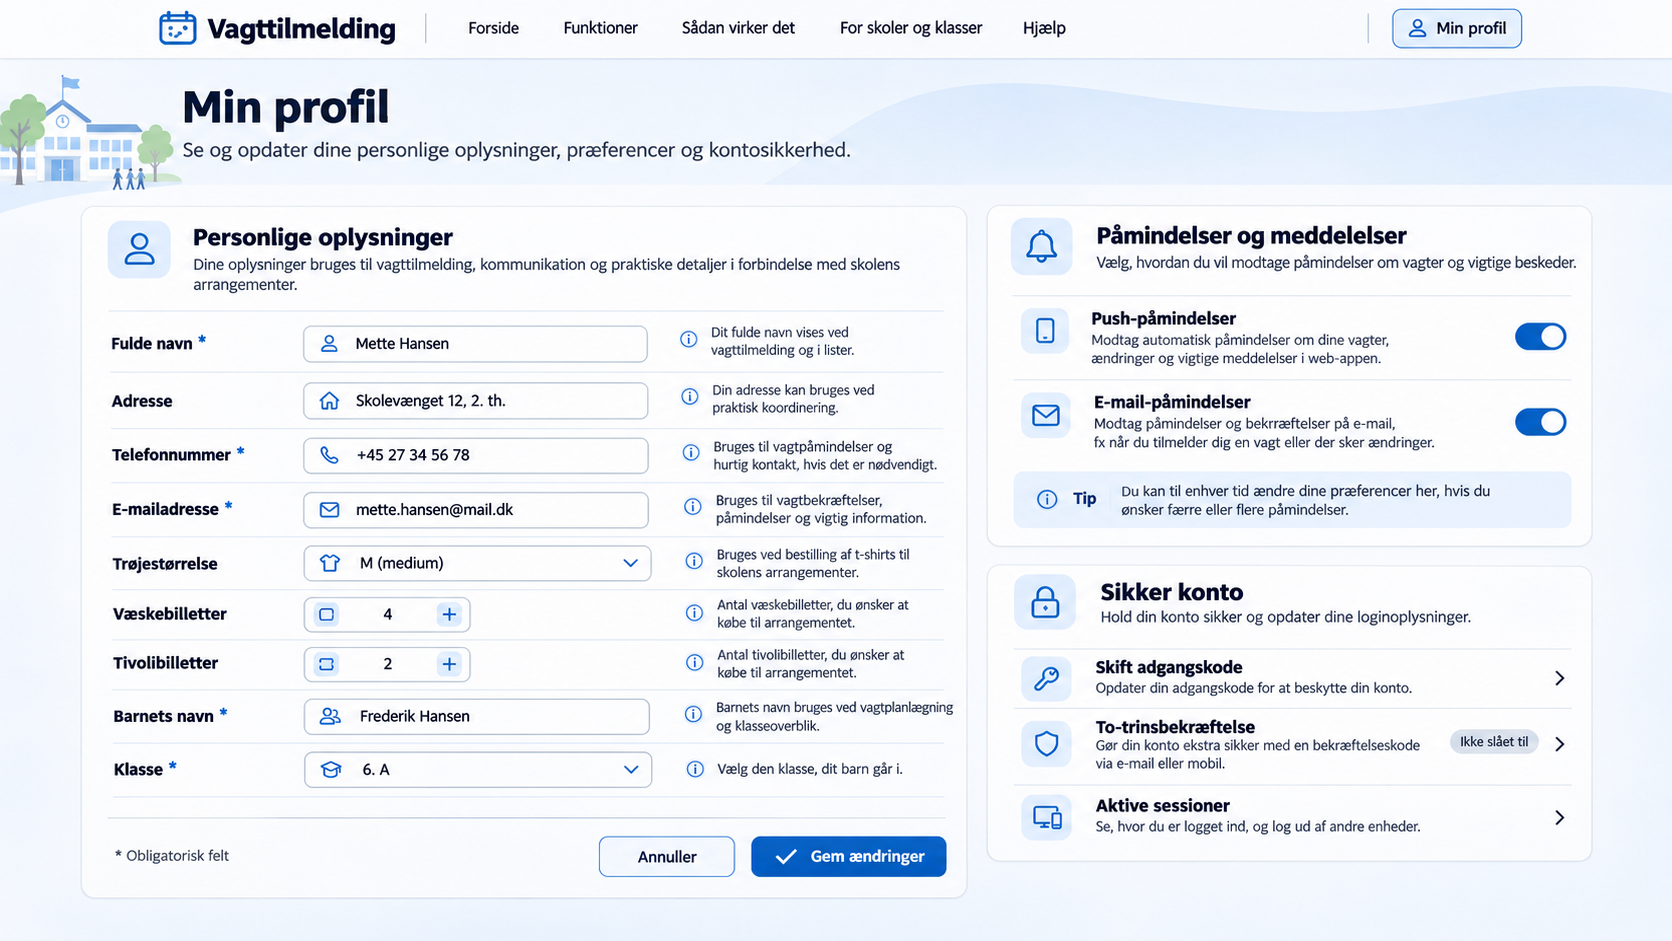 Vagttilmelding
Forside
Funktioner
Sådan virker det
For skoler og klasser
Hjælp
Min profil
Min profil
Se og opdater dine personlige oplysninger, præferencer og kontosikkerhed.
Personlige oplysninger
Dine oplysninger bruges til vagttilmelding, kommunikation og praktiske detaljer i forbindelse med skolens
arrangementer.
Fulde navn *
Mette Hansen
Dit fulde navn vises ved
vagttilmelding og i lister.
Adresse
Skolevænget 12, 2. th.
Din adresse kan bruges ved
praktisk koordinering.
Telefonnummer *
+45 27 34 56 78
Bruges til vagtpåmindelser og
hurtig kontakt, hvis det er nødvendigt.
E-mailadresse *
mette.hansen@mail.dk
Bruges til vagtbekræftelser,
påmindelser og vigtig information.
Trøjestørrelse
M (medium)
Bruges ved bestilling af t-shirts til
skolens arrangementer.
Væskebilletter
4
Antal væskebilletter, du ønsker at
købe til arrangementet.
Tivolibilletter
2
Antal tivolibilletter, du ønsker at
købe til arrangementet.
Barnets navn *
Frederik Hansen
Barnets navn bruges ved vagtplanlægning
og klasseoverblik.
Klasse *
6. A
Vælg den klasse, dit barn går i.
* Obligatorisk felt
Annuller
Gem ændringer
Påmindelser og meddelelser
Vælg, hvordan du vil modtage påmindelser om vagter og vigtige beskeder.
Push-påmindelser
Modtag automatisk påmindelser om dine vagter,
ændringer og vigtige meddelelser i web-appen.
E-mail-påmindelser
Modtag påmindelser og bekrræftelser på e-mail,
fx når du tilmelder dig en vagt eller der sker ændringer.
Tip
Du kan til enhver tid ændre dine præferencer her, hvis du
ønsker færre eller flere påmindelser.
Sikker konto
Hold din konto sikker og opdater dine loginoplysninger.
Skift adgangskode
Opdater din adgangskode for at beskytte din konto.
To-trinsbekræftelse
Gør din konto ekstra sikker med en bekræftelseskode
via e-mail eller mobil.
Ikke slået til
Aktive sessioner
Se, hvor du er logget ind, og log ud af andre enheder.